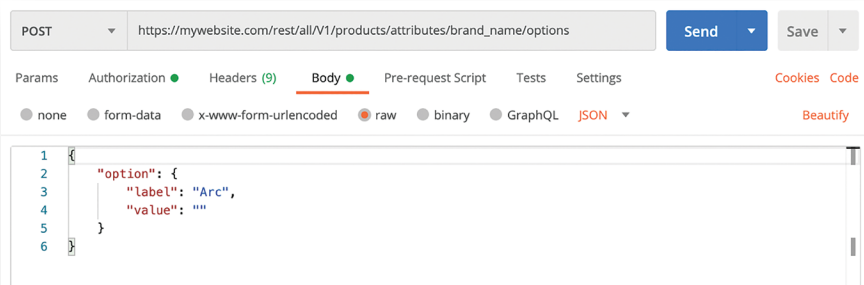 POST https://mywebsite.com/rest/all/V1/products/attributes/brand_name/options Send Save
Params Authorization Headers (9) Body Pre-request Script Tests Settings Cookies Code
none form-data x-www-form-urlencoded raw binary GraphQL JSON Beautify
1 {
2 "option": {
3 "label": "Arc",
4 "value": ""
5 }
6 }